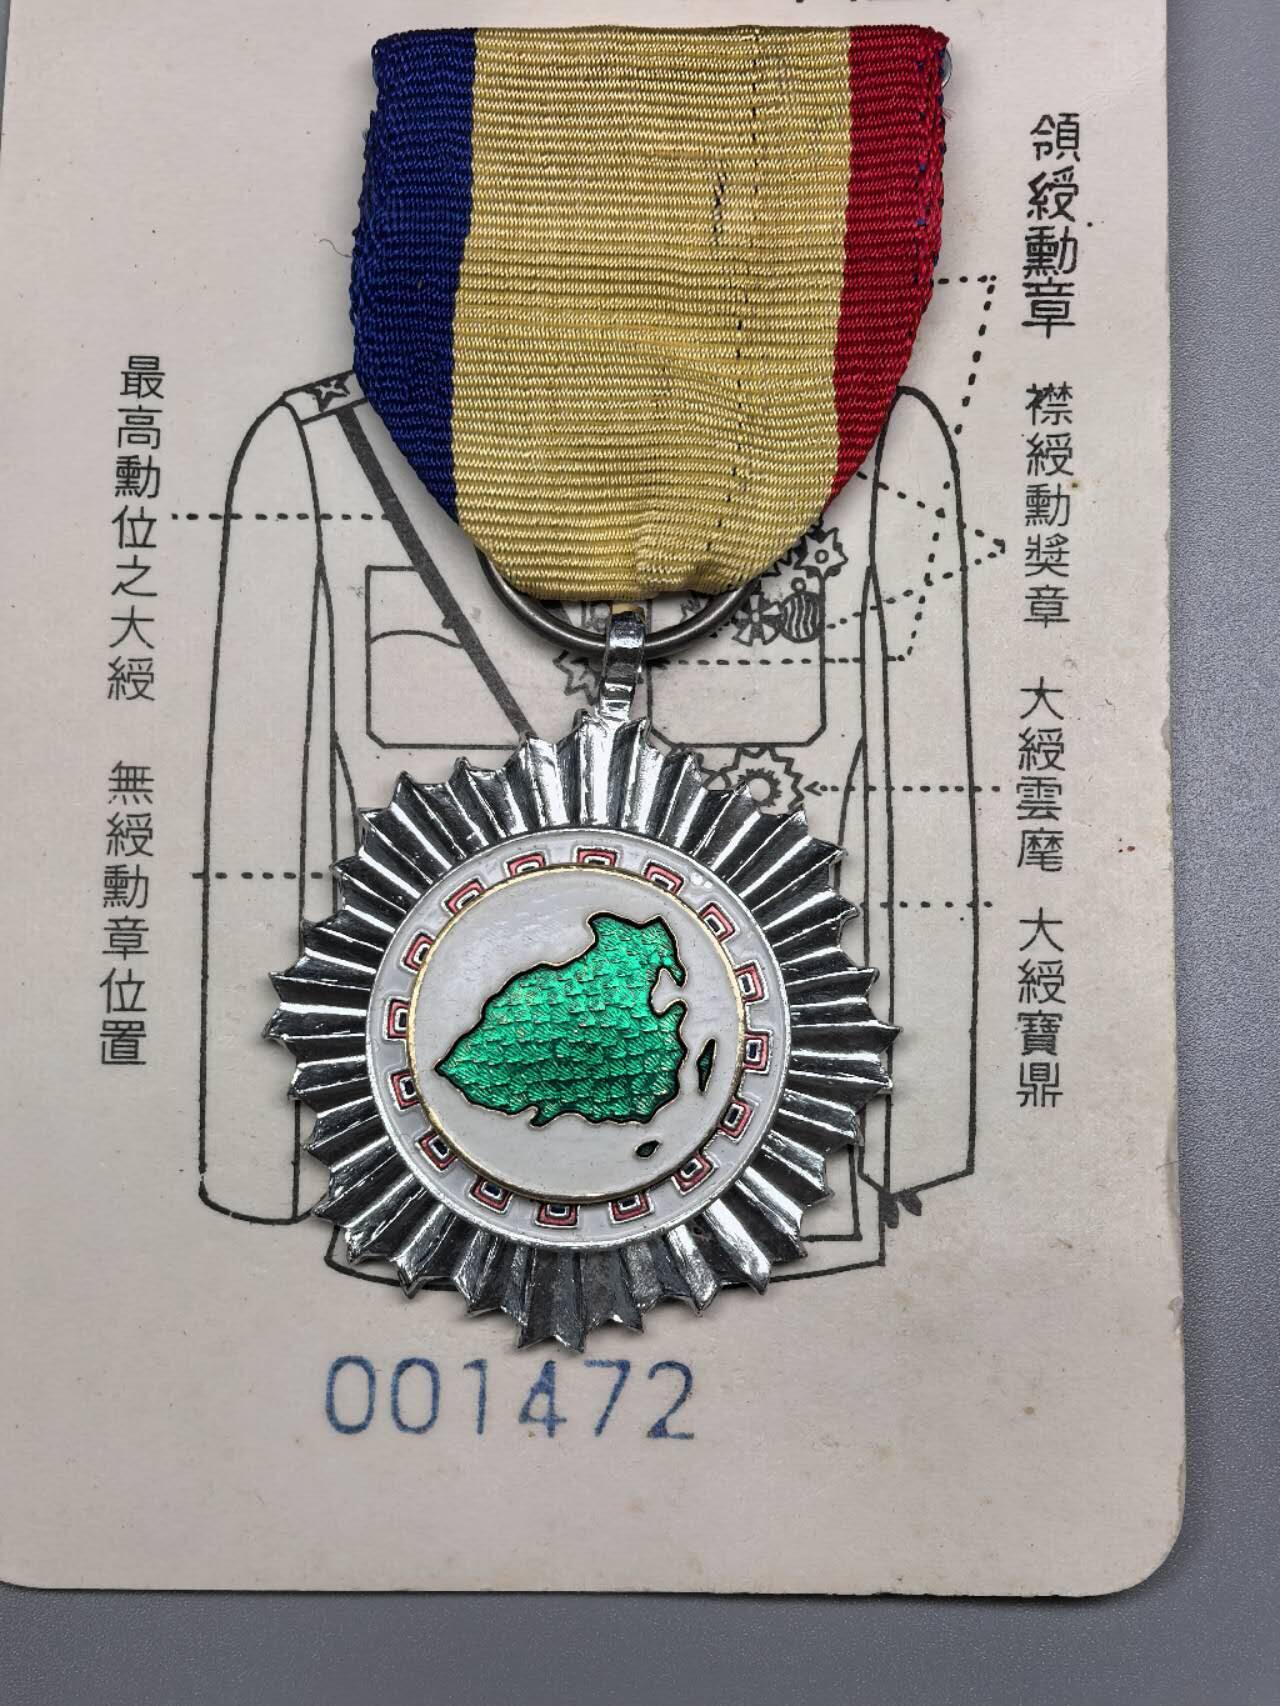 領綬勳章
襟綬勳獎章
大綬雲麾
大綬寶鼎
最高勳位之大綬
無綬勳章位置
001472